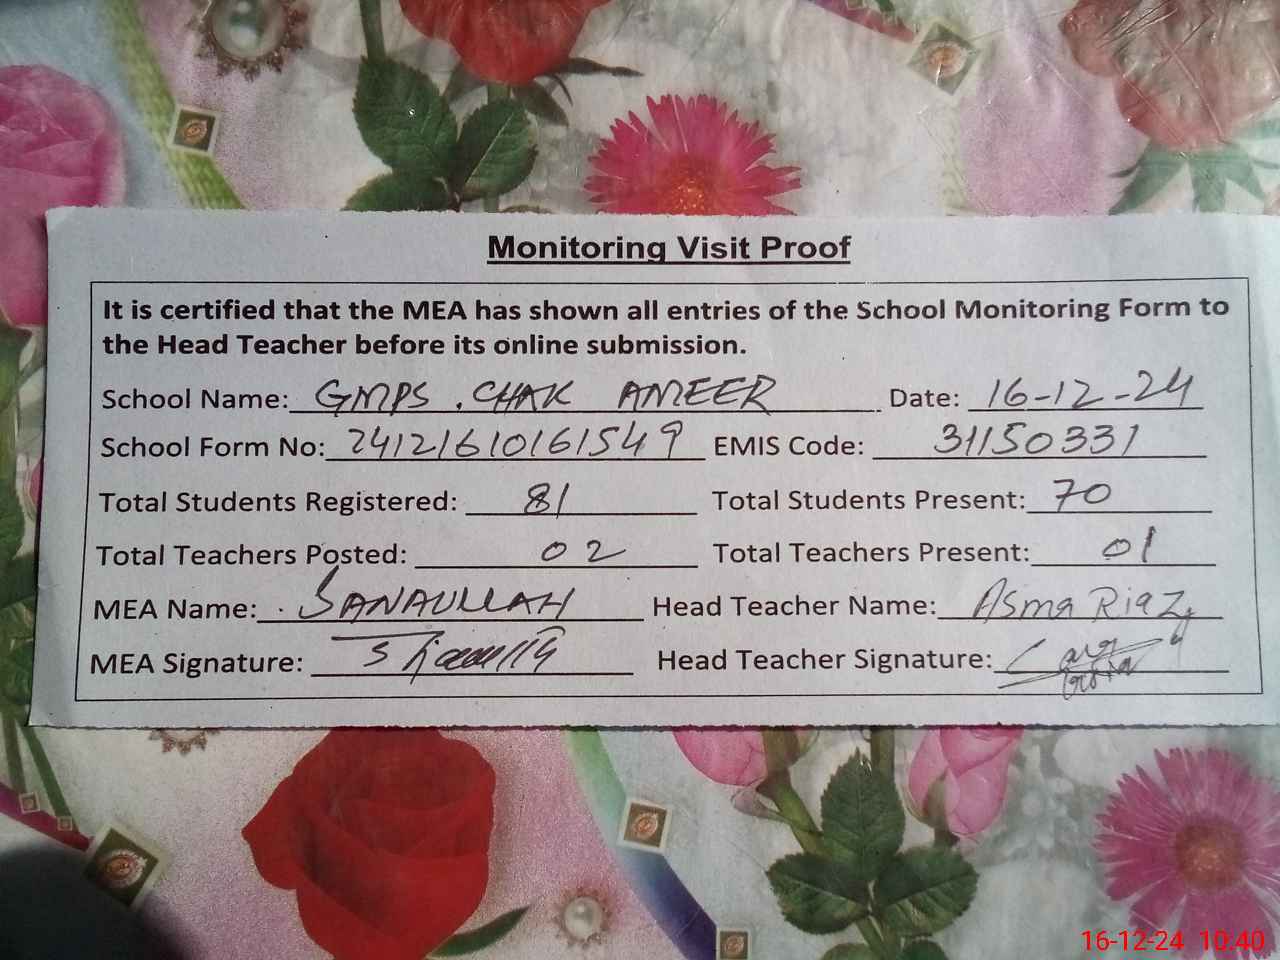 Monitoring Visit Proof
It is certified that the MEA has shown all entries of the School Monitoring Form to
the Head Teacher before its online submission.
School Name: GMPS . CHAK AMEER Date: 16-12-24
School Form No: 24121610161549 EMIS Code: 31150331
Total Students Registered: 81 Total Students Present: 70
Total Teachers Posted: 02 Total Teachers Present: 01
MEA Name: SANAULLAH Head Teacher Name: Asma Riaz
MEA Signature: Head Teacher Signature:
16-12-24 10:40